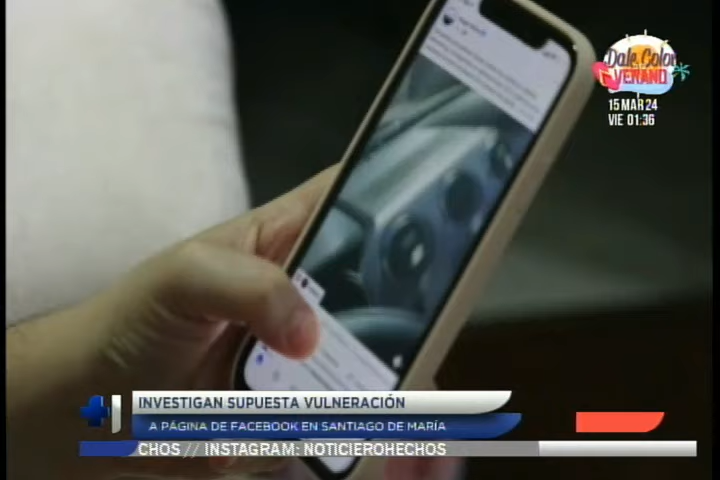 Dale Color
VERANO
15 MAR 24
VIE 01:36
INVESTIGAN SUPUESTA VULNERACIÓN
A PÁGINA DE FACEBOOK EN SANTIAGO DE MARÍA
CHOS // INSTAGRAM: NOTICIEROHECHOS